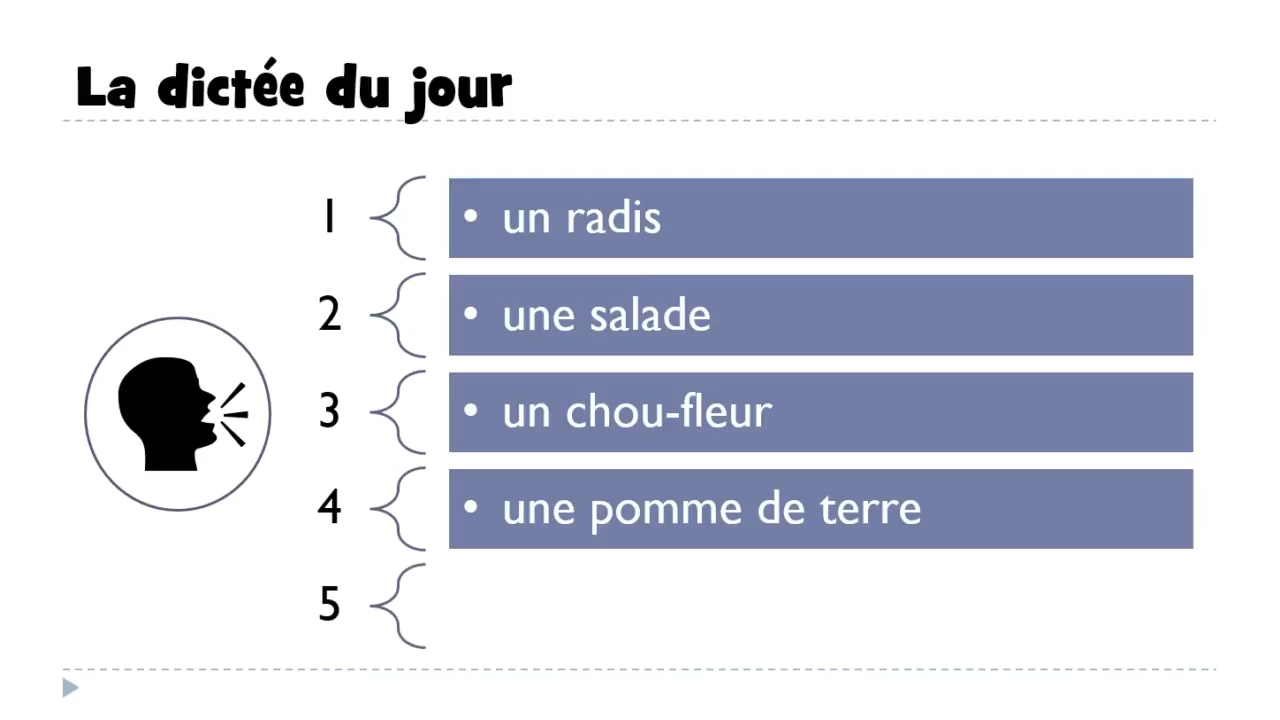 La dictée du jour
1 • un radis
2 • une salade
3 • un chou-fleur
4 • une pomme de terre
5